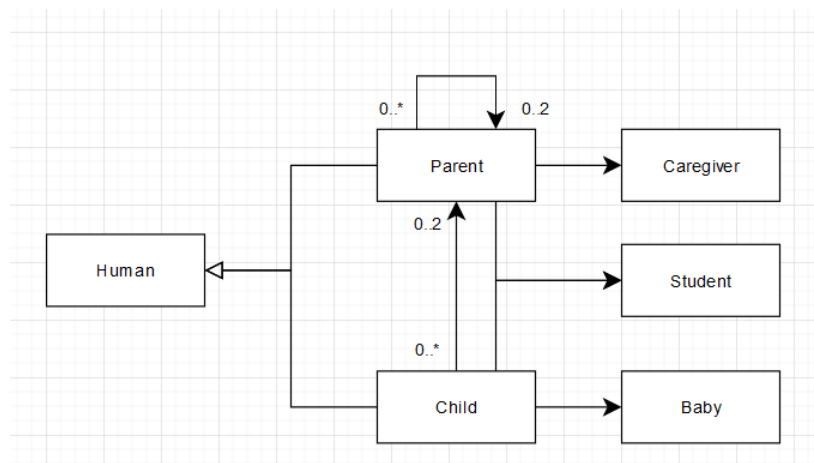 0..*
0..2
Parent
Caregiver
0..2
Human
Student
0..*
Child
Baby